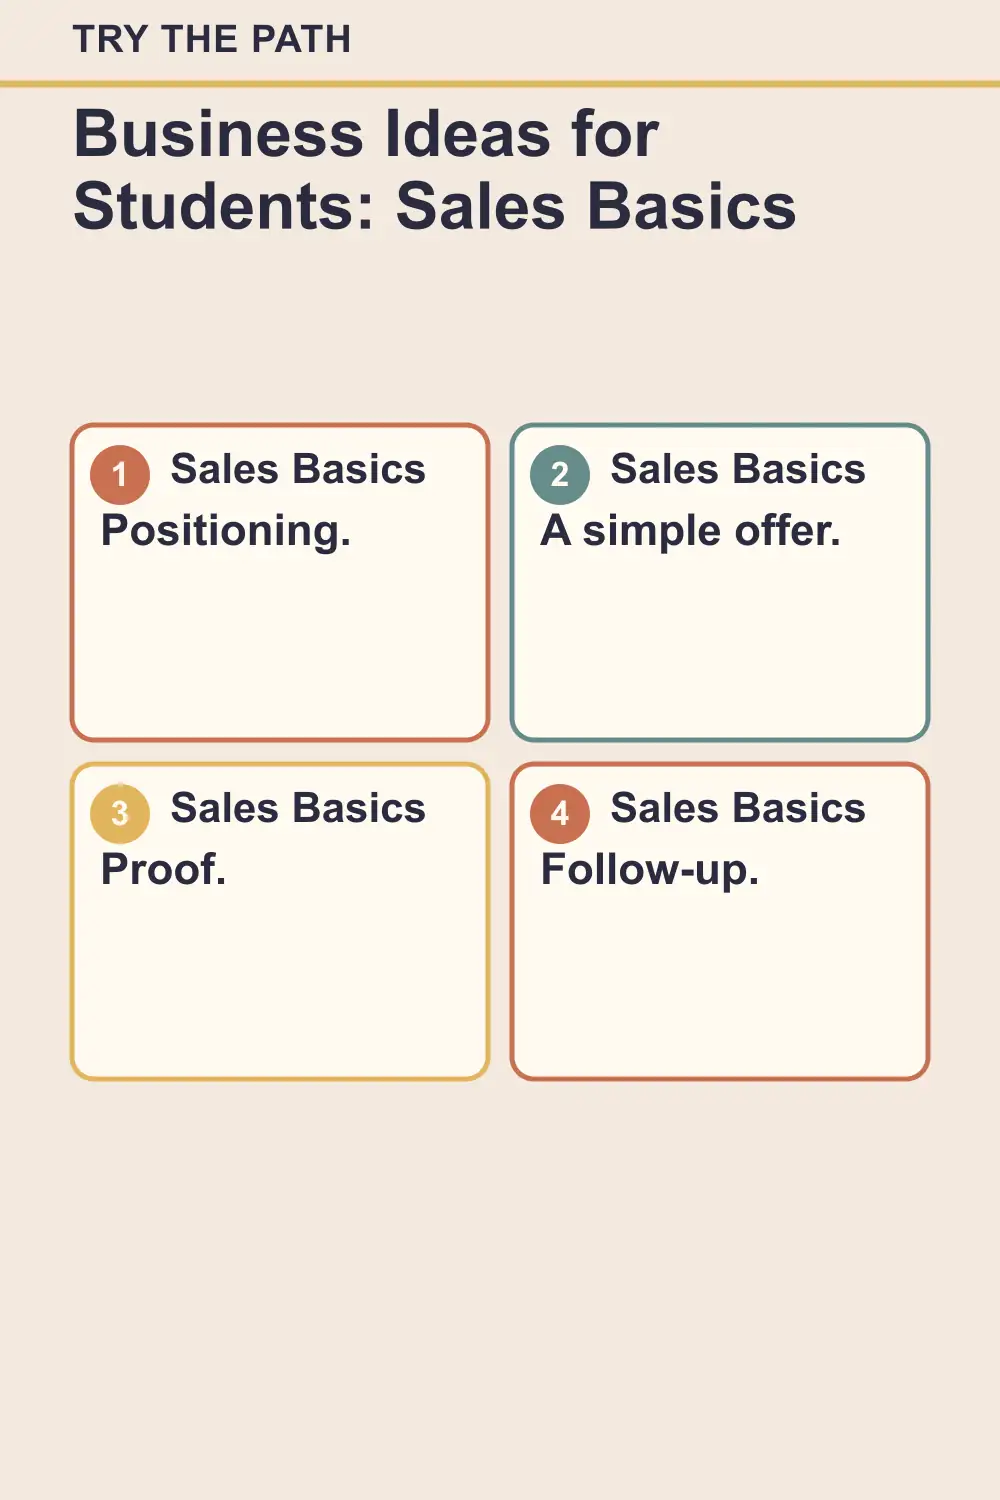 TRY THE PATH
Business Ideas for
Students: Sales Basics
1 Sales Basics
Positioning.
2 Sales Basics
A simple offer.
3 Sales Basics
Proof.
4 Sales Basics
Follow-up.